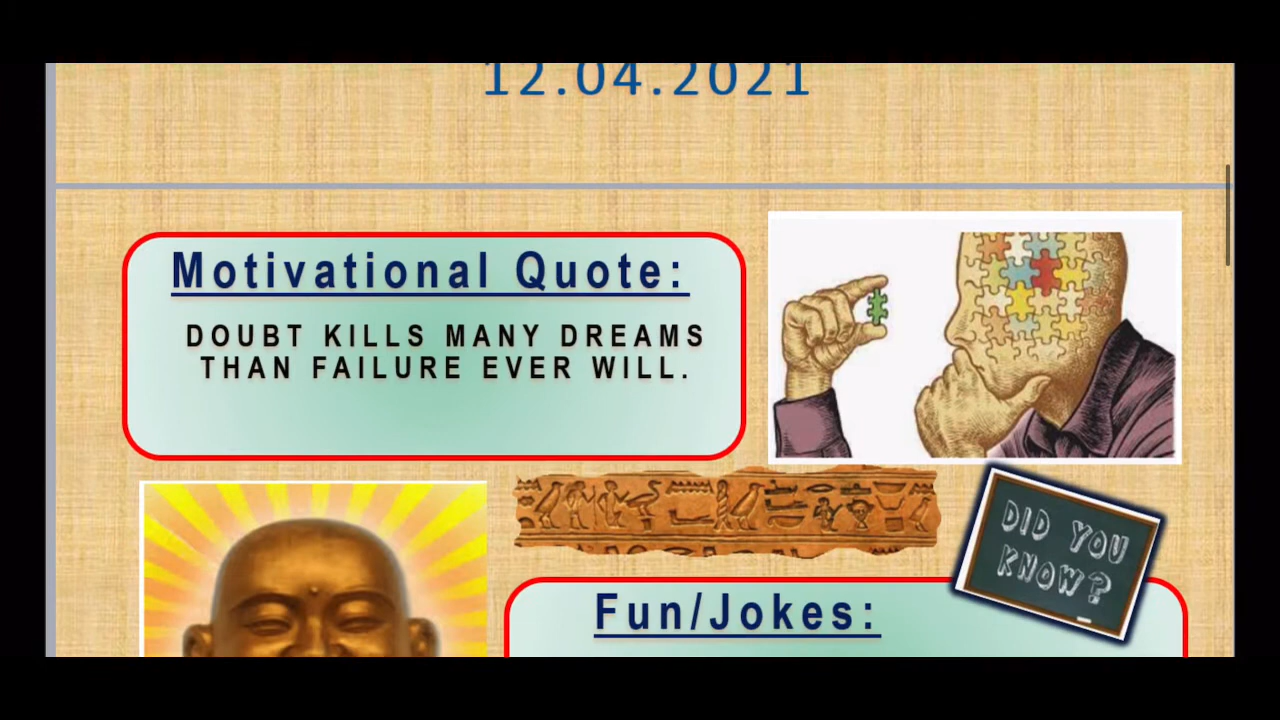 12.04.2021
Motivational Quote:
DOUBT KILLS MANY DREAMS
THAN FAILURE EVER WILL.
DID YOU
KNOW?
Fun/Jokes: